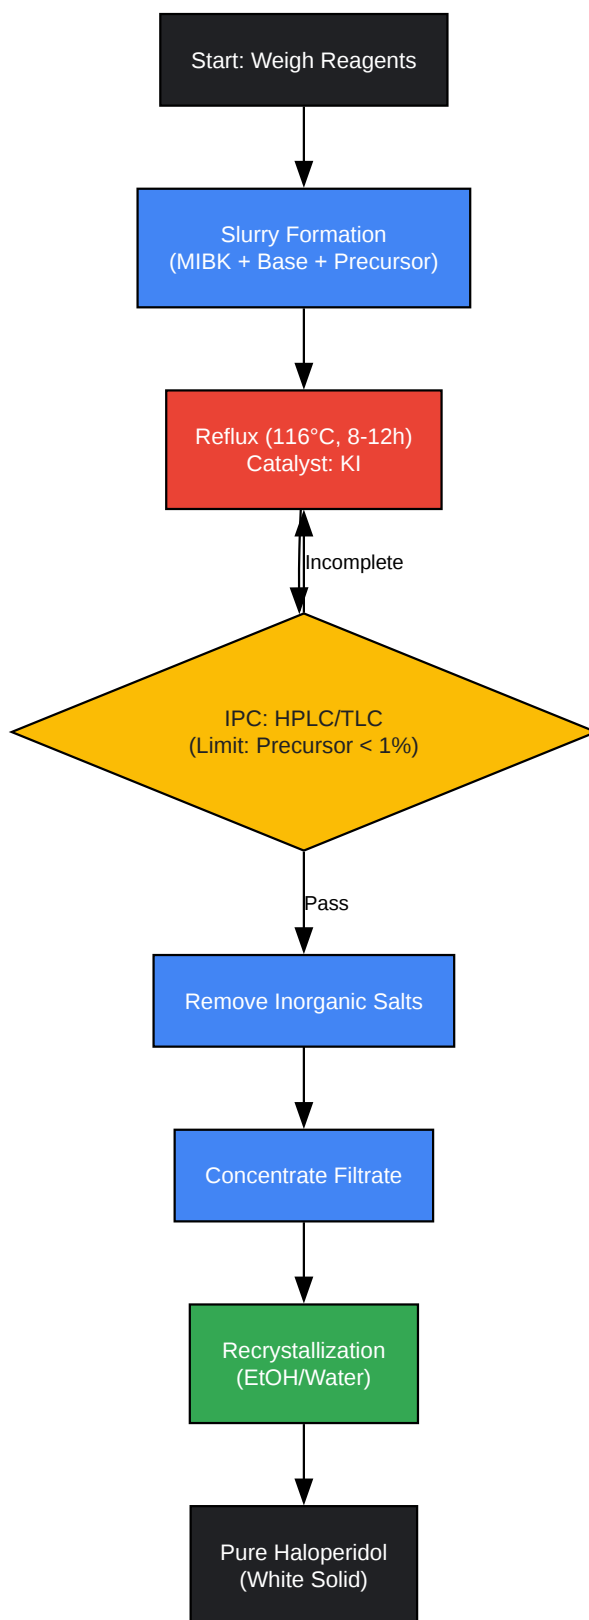 Start: Weigh Reagents
Slurry Formation
(MIBK + Base + Precursor)
Reflux (116°C, 8-12h)
Catalyst: KI
Incomplete
IPC: HPLC/TLC
(Limit: Precursor < 1%)
Pass
Remove Inorganic Salts
Concentrate Filtrate
Recrystallization
(EtOH/Water)
Pure Haloperidol
(White Solid)